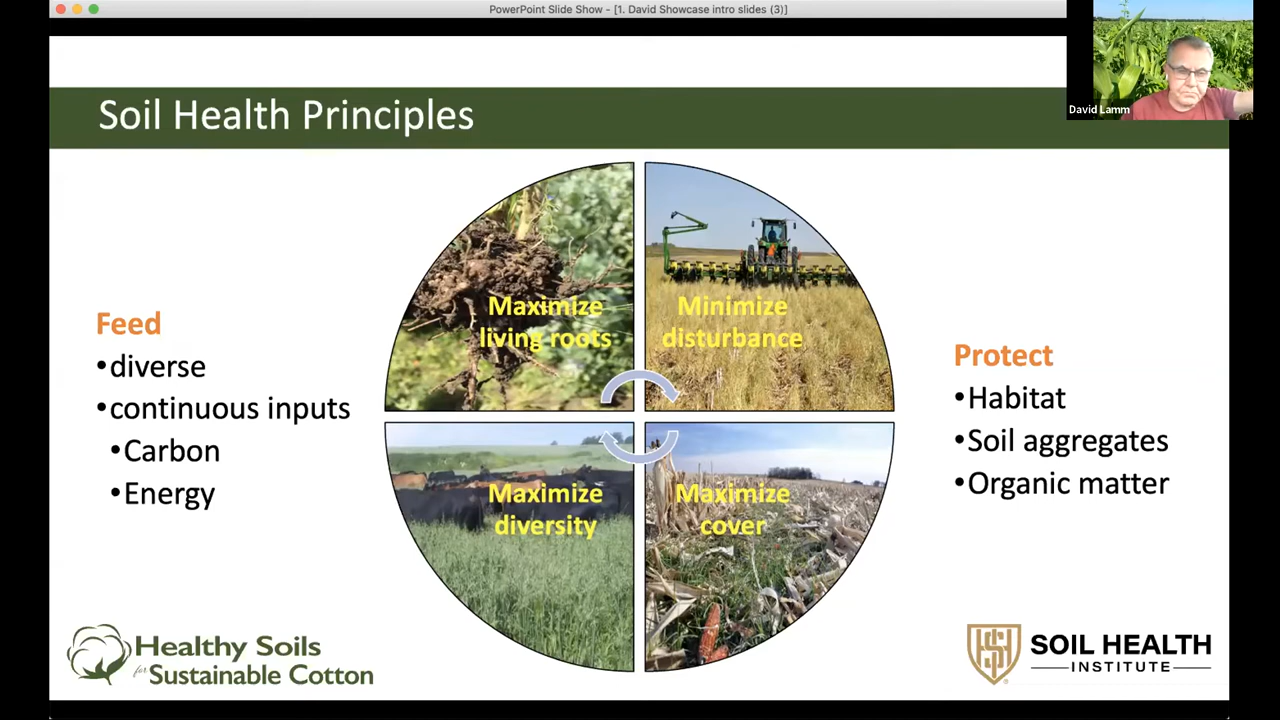 PowerPoint Slide Show - [1. David Showcase intro slides (3)]
David Lamm
Soil Health Principles
Feed
•diverse
•continuous inputs
•Carbon
•Energy
Maximize
living roots
Minimize
disturbance
Maximize
diversity
Maximize
cover
Protect
•Habitat
•Soil aggregates
•Organic matter
Healthy Soils
for Sustainable Cotton
SOIL HEALTH
INSTITUTE